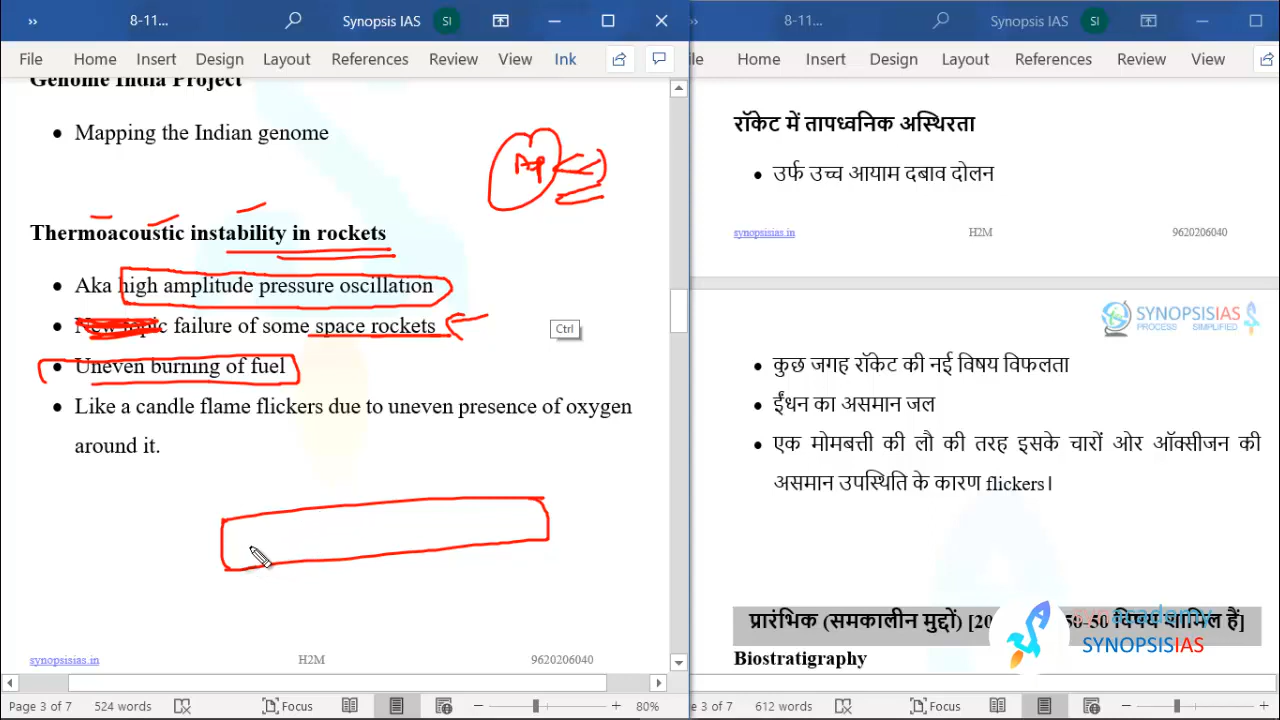 8-11...
Synopsis IAS
SI
File Home Insert Design Layout References Review View Ink
Genome India Project
Mapping the Indian genome
Thermoacoustic instability in rockets
Aka high amplitude pressure oscillation
New topic failure of some space rockets
Ctrl
Uneven burning of fuel
Like a candle flame flickers due to uneven presence of oxygen
around it.
synopsisias.in H2M 9620206040
Page 3 of 7 524 words Focus 80%
8-11...
Synopsis IAS
SI
le Home Insert Design Layout References Review View
रॉकेट में तापध्वनिक अस्थिरता
उर्फ उच्च आयाम दबाव दोलन
synopsisias.in H2M 9620206040
SYNOPSISIAS
PROCESS SIMPLIFIED
कुछ जगह रॉकेट की नई विषय विफलता
ईंधन का असमान जल
एक मोमबत्ती की लौ की तरह इसके चारों ओर ऑक्सीजन की
असमान उपस्थिति के कारण flickers।
प्रारंभिक (समकालीन मुद्दों) [20 50-50 विषय शामिल हैं]
synacademy
SYNOPSISIAS
Biostratigraphy
3 of 7 612 words Focus